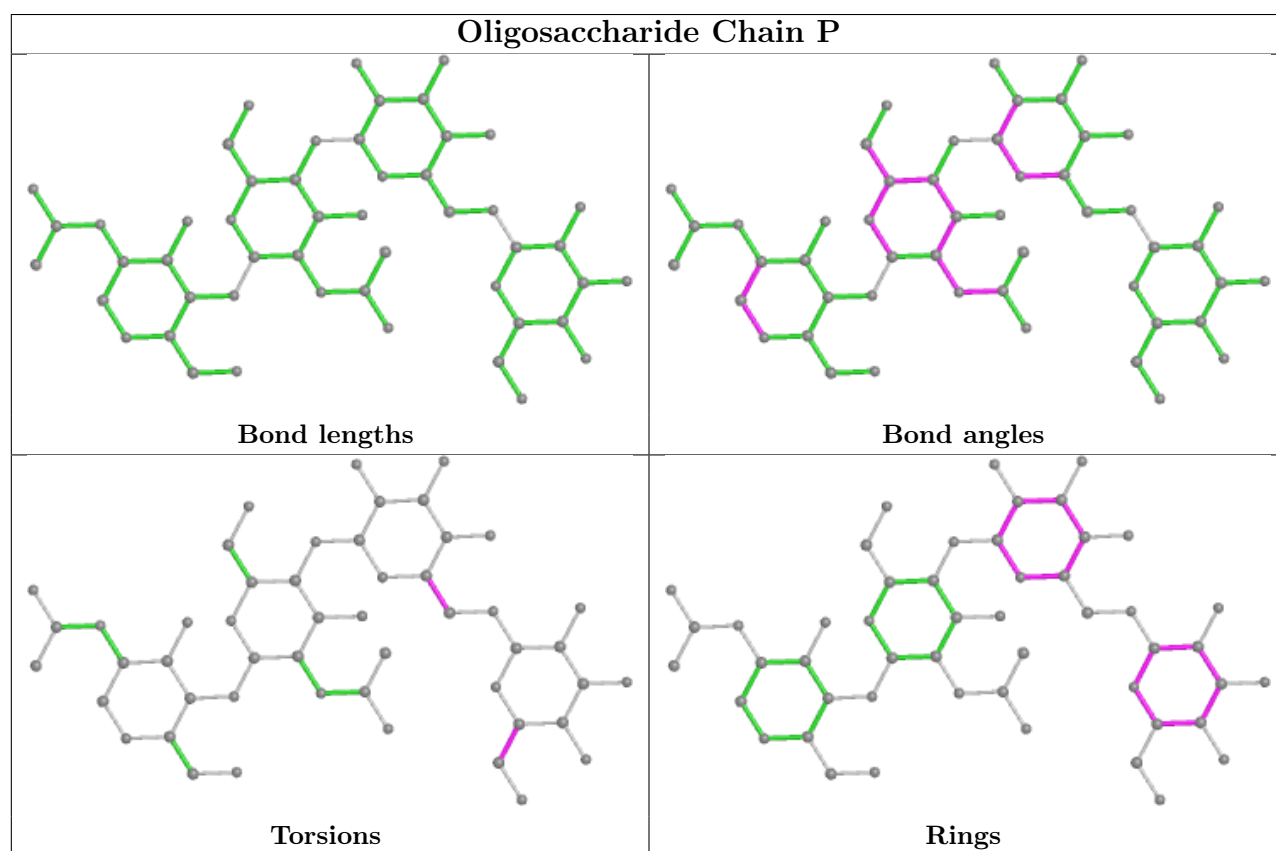 Oligosaccharide Chain P
Bond lengths
Bond angles
Torsions
Rings